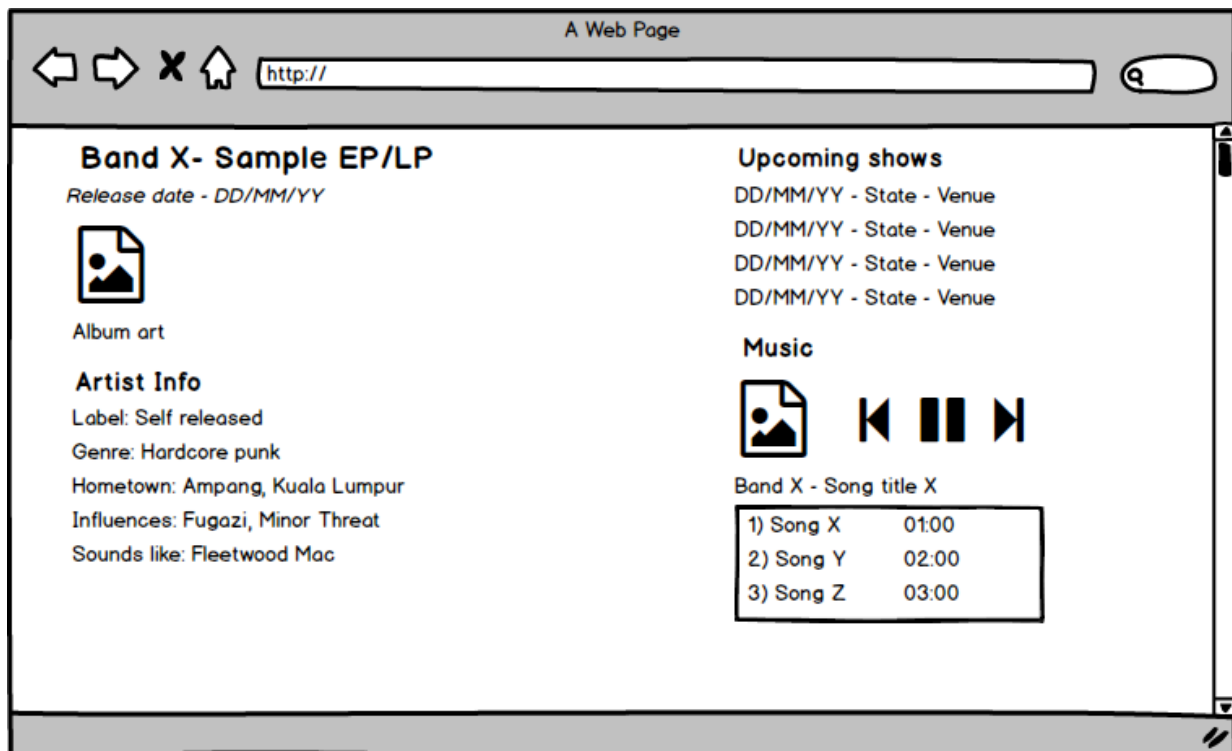 A Web Page
http://
Band X- Sample EP/LP
Release date - DD/MM/YY
Album art
Artist Info
Label: Self released
Genre: Hardcore punk
Hometown: Ampang, Kuala Lumpur
Influences: Fugazi, Minor Threat
Sounds like: Fleetwood Mac
Upcoming shows
DD/MM/YY - State - Venue
DD/MM/YY - State - Venue
DD/MM/YY - State - Venue
DD/MM/YY - State - Venue
Music
Band X - Song title X
1) Song X 01:00
2) Song Y 02:00
3) Song Z 03:00